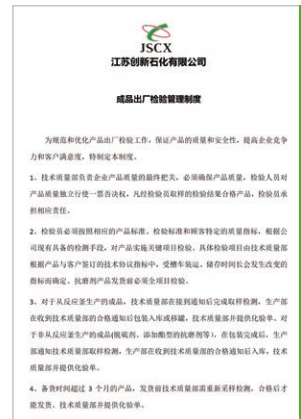 JSCX
江苏创新石化有限公司
成品出厂检验管理制度
为规范和优化产品出厂检验工作，保证产品的质量和安全性，提高企业竞争
力和客户满意度，特制定本制度。
1、技术质量部负责企业产品质量的最终把关，必须确保产品质量，检验人员对
产品质量独立行使一票否决权，凡经检验员取样的检验结果合格产品，检验员承
担相应责任。
2、检验员必须按照相应的产品标准、检验标准和顾客特定的质量指标，根据公
司现有具备的检测手段，对产品实施关键项目检验。具体检验项目由技术质量部
根据产品与客户签订的技术协议指标中，受槽车装运、储存时间长会发生改变的
指标而确定，抗磨剂产品发货前必须全项目检验。
3、对于从反应釜生产的成品，技术质量部在接到通知后完成取样检测，生产部
在收到技术质量部的合格通知后包装入库或移罐，技术质量部并提供化验单。对
于非从反应釜生产的成品(脱硫剂、添加酯型的抗磨剂等)，在包装完成后，生产
部通知技术质量部取样检测，生产部在收到技术质量部的合格通知后入库，技术
质量部并提供化验单。
4、备货时间超过 3 个月的产品，发货前技术质量部需重新采样检测，合格后才
能发货，技术质量部并提供化验单。